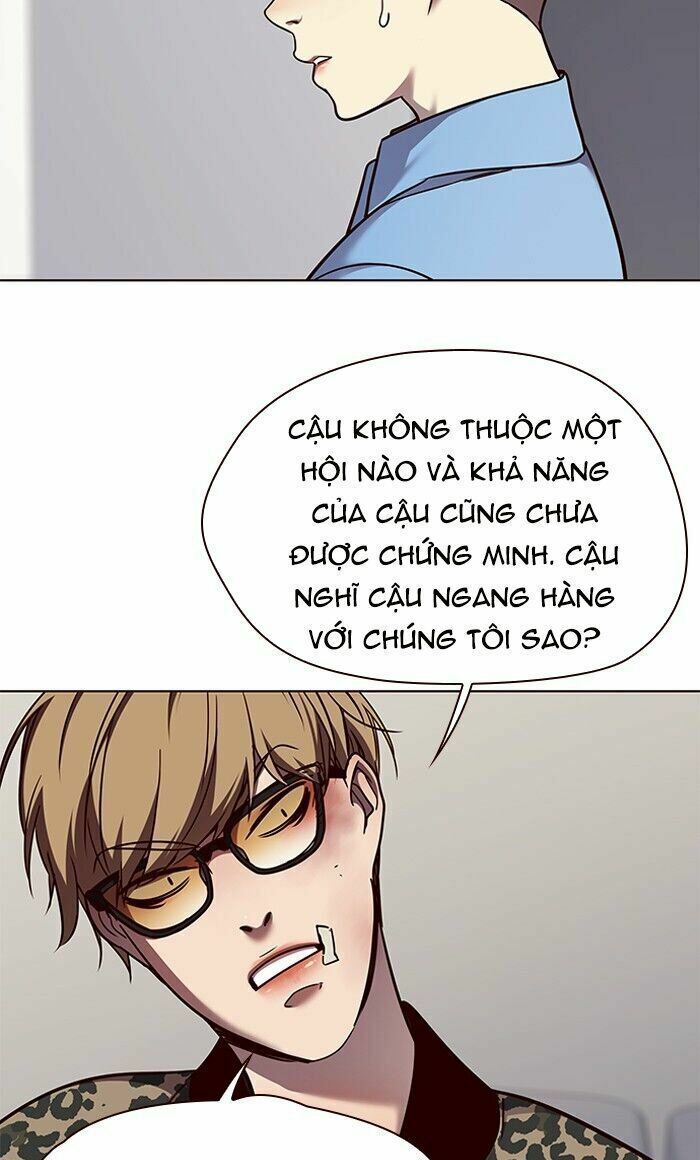 CẬU KHÔNG THUỘC MỘT
HỘI NÀO VÀ KHẢ NĂNG
CỦA CẬU CŨNG CHƯA
ĐƯỢC CHỨNG MINH. CẬU
NGHĨ CẬU NGANG HÀNG
VỚI CHÚNG TÔI SAO?